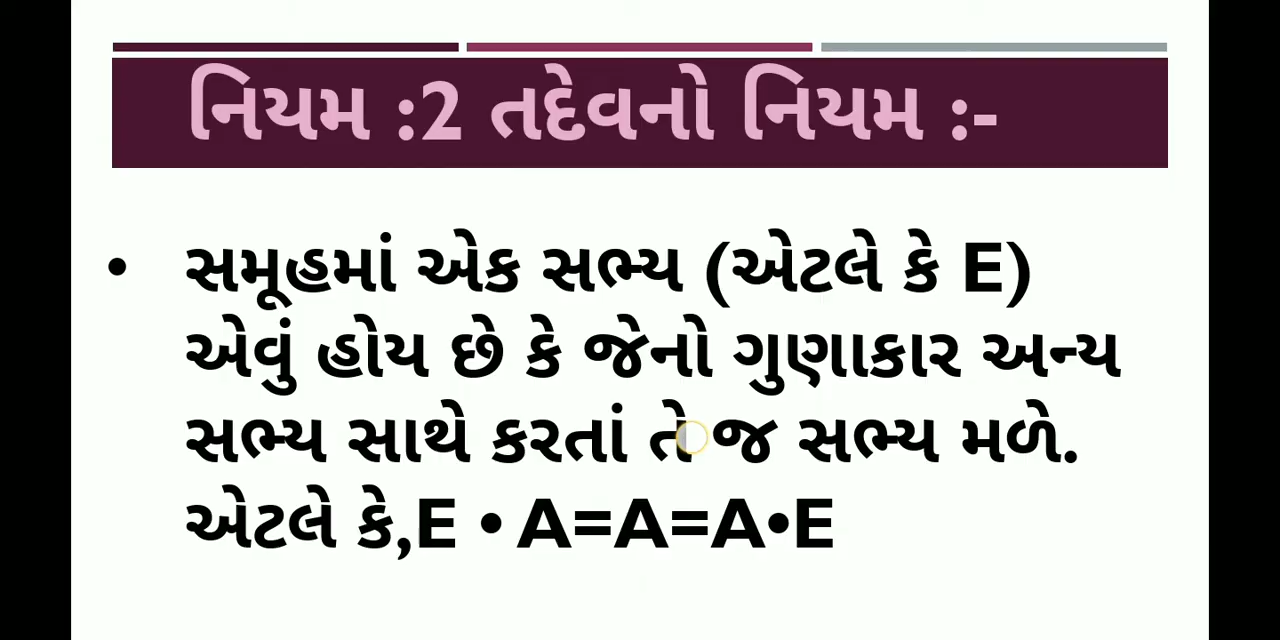 નિયમ :2 તદેવનો નિયમ :-
• સમૂહમાં એક સભ્ય (એટલે કે E)
એવું હોય છે કે જેનો ગુણાકાર અન્ય
સભ્ય સાથે કરતાં તે જ સભ્ય મળે.
એટલે કે,E • A=A=A•E